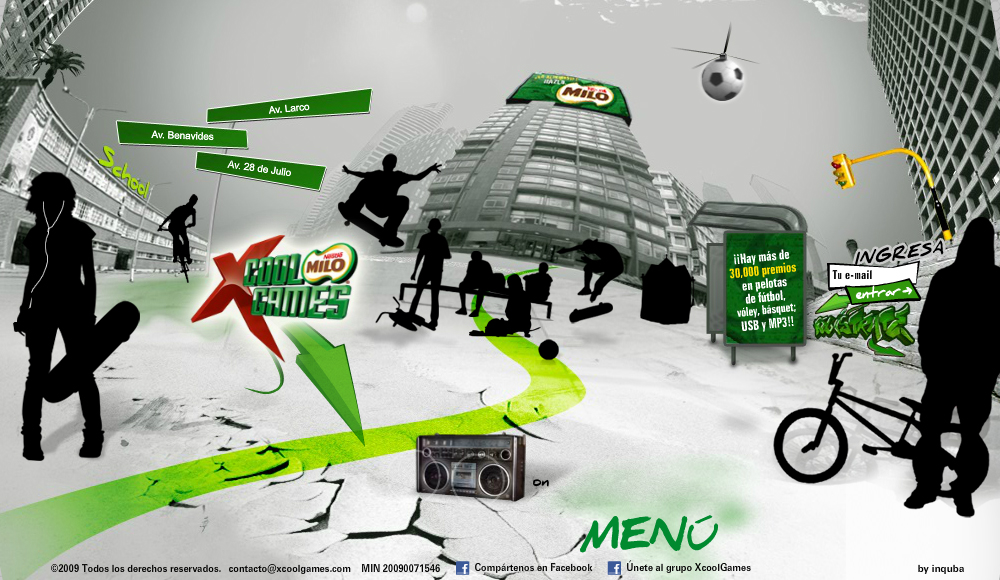 Av. Larco
Av. Benavides
Av. 28 de Julio
School
MILO
XCOOL
Nestlé
MILO
GAMES
¡¡Hay más de
30,000 premios
en pelotas
de fútbol,
vóley, básquet;
USB y MP3!!
INGRESA
Tu e-mail
entrar
on
MENÚ
©2009 Todos los derechos reservados. contacto@xcoolgames.com MIN 20090071546 Compártenos en Facebook Únete al grupo XcoolGames by inquba